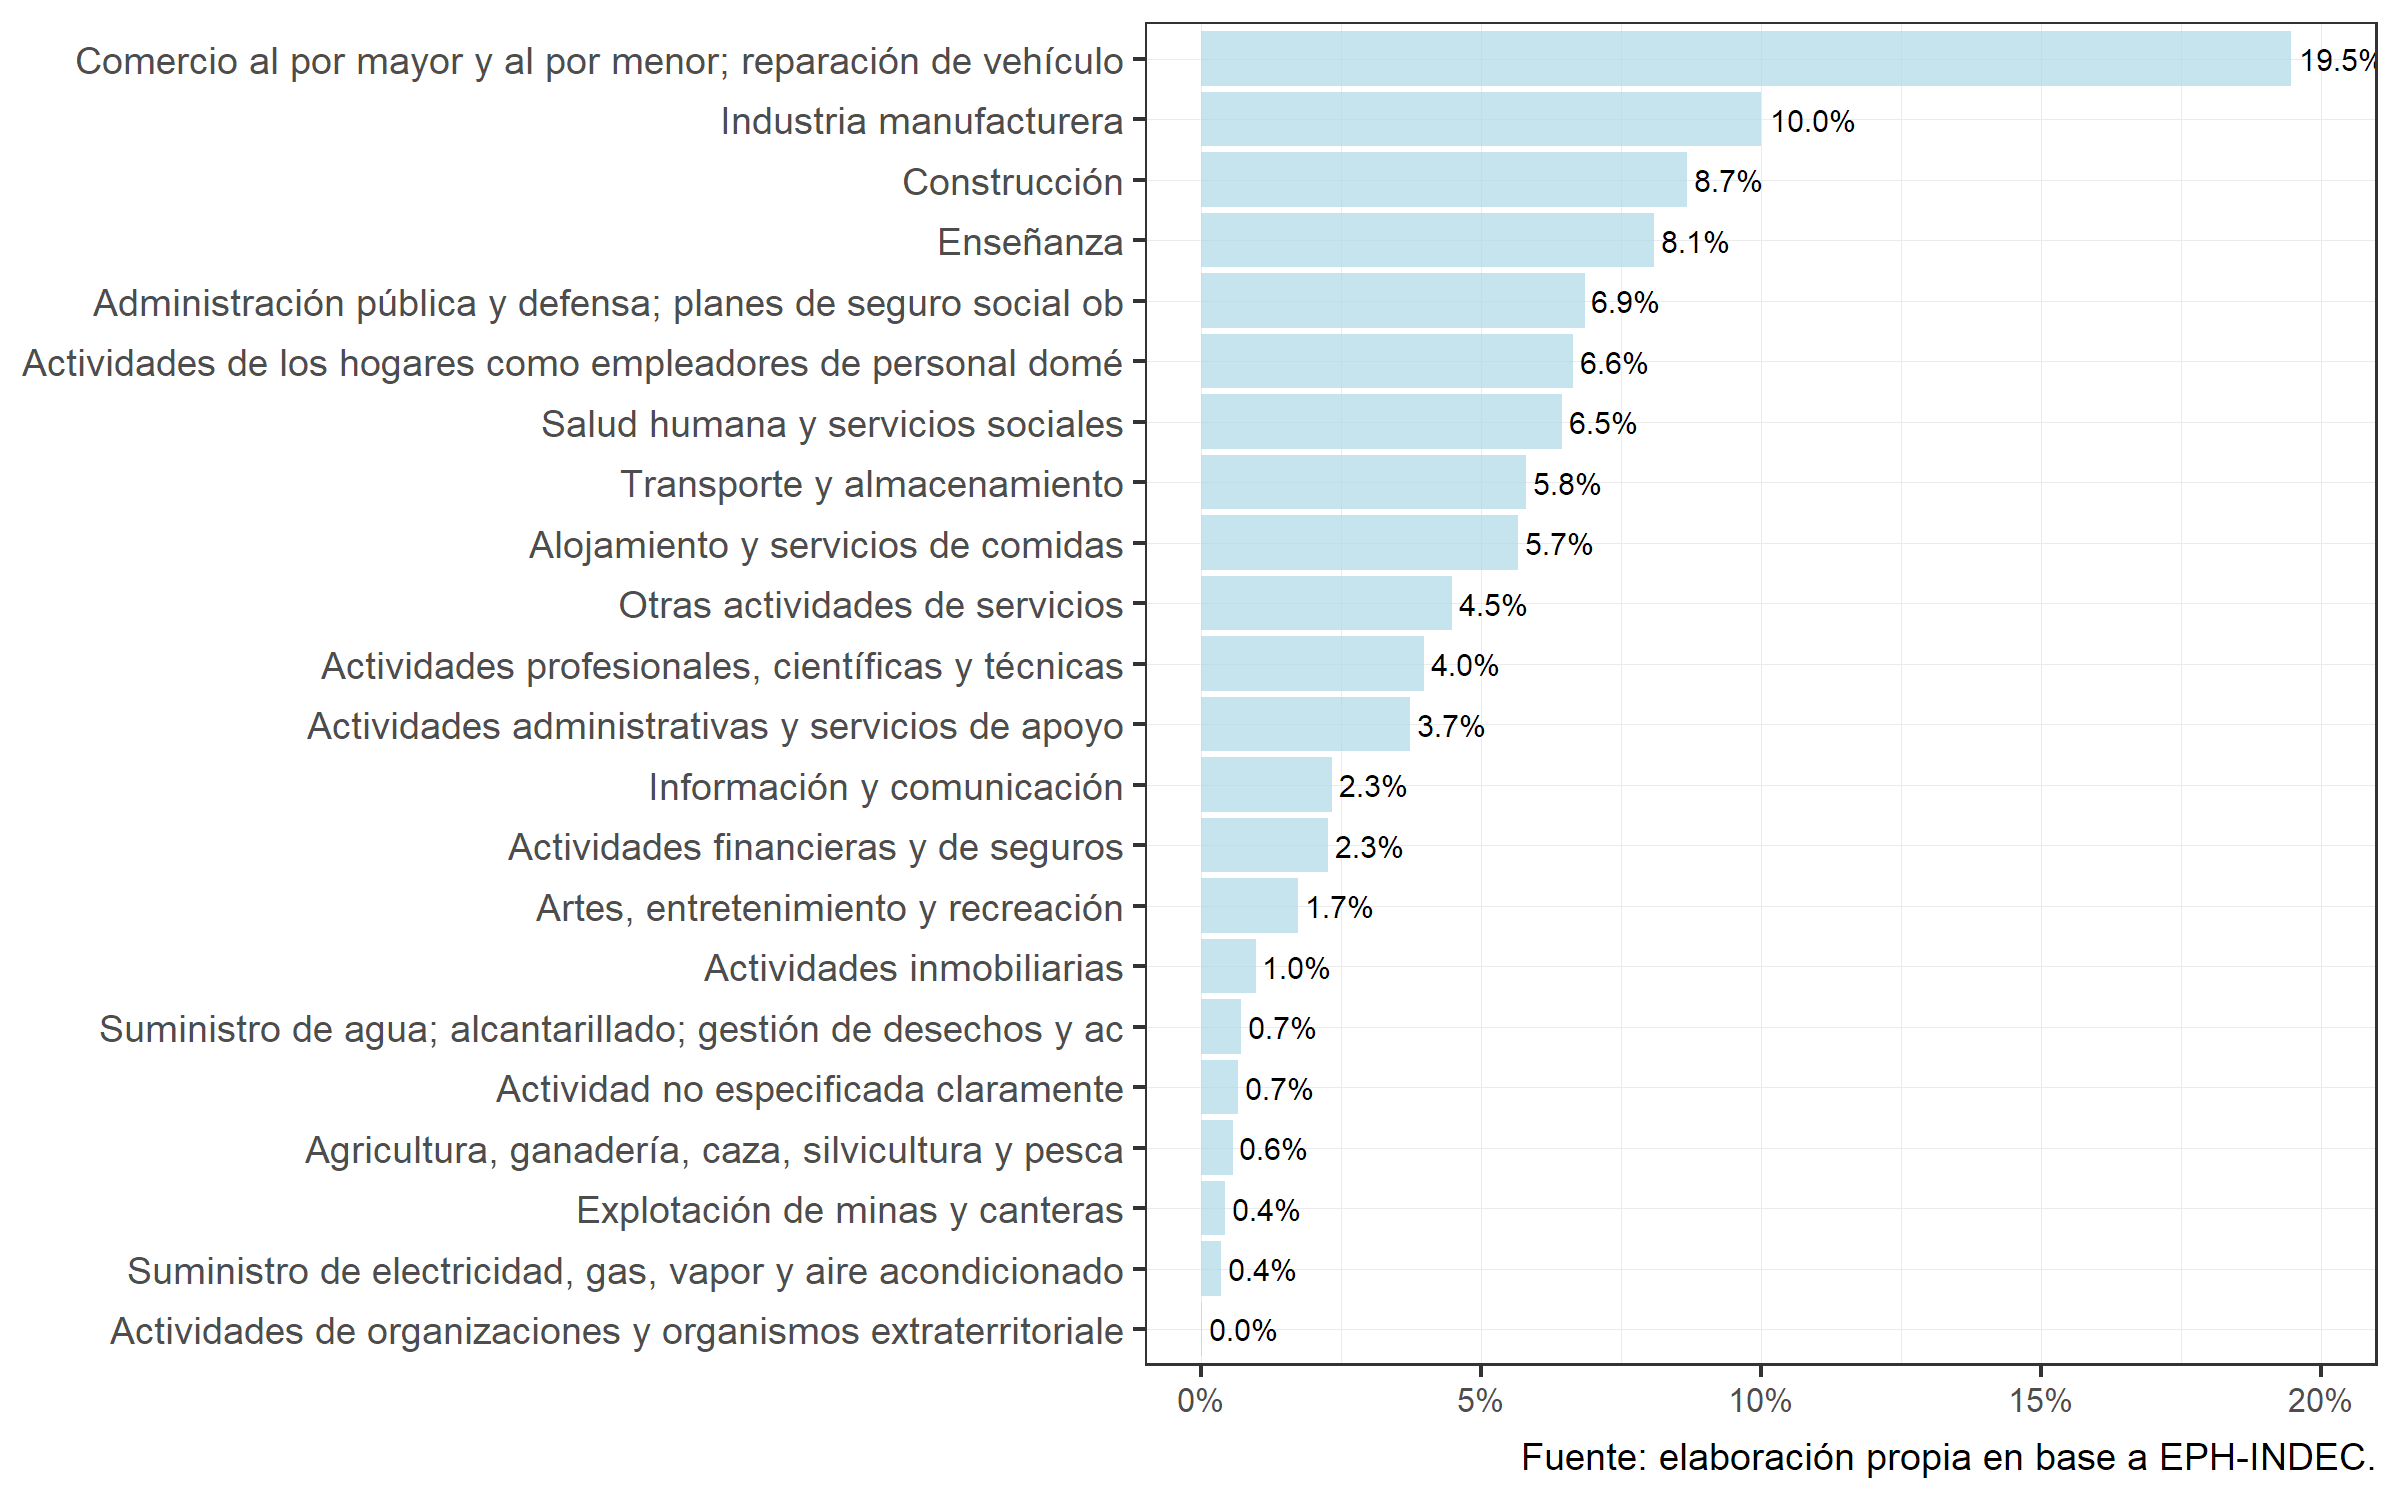 Comercio al por mayor y al por menor; reparación de vehículo 19.5%
Industria manufacturera 10.0%
Construcción 8.7%
Enseñanza 8.1%
Administración pública y defensa; planes de seguro social ob 6.9%
Actividades de los hogares como empleadores de personal domé 6.6%
Salud humana y servicios sociales 6.5%
Transporte y almacenamiento 5.8%
Alojamiento y servicios de comidas 5.7%
Otras actividades de servicios 4.5%
Actividades profesionales, científicas y técnicas 4.0%
Actividades administrativas y servicios de apoyo 3.7%
Información y comunicación 2.3%
Actividades financieras y de seguros 2.3%
Artes, entretenimiento y recreación 1.7%
Actividades inmobiliarias 1.0%
Suministro de agua; alcantarillado; gestión de desechos y ac 0.7%
Actividad no especificada claramente 0.7%
Agricultura, ganadería, caza, silvicultura y pesca 0.6%
Explotación de minas y canteras 0.4%
Suministro de electricidad, gas, vapor y aire acondicionado 0.4%
Actividades de organizaciones y organismos extraterritoriale 0.0%
0% 5% 10% 15% 20%
Fuente: elaboración propia en base a EPH-INDEC.